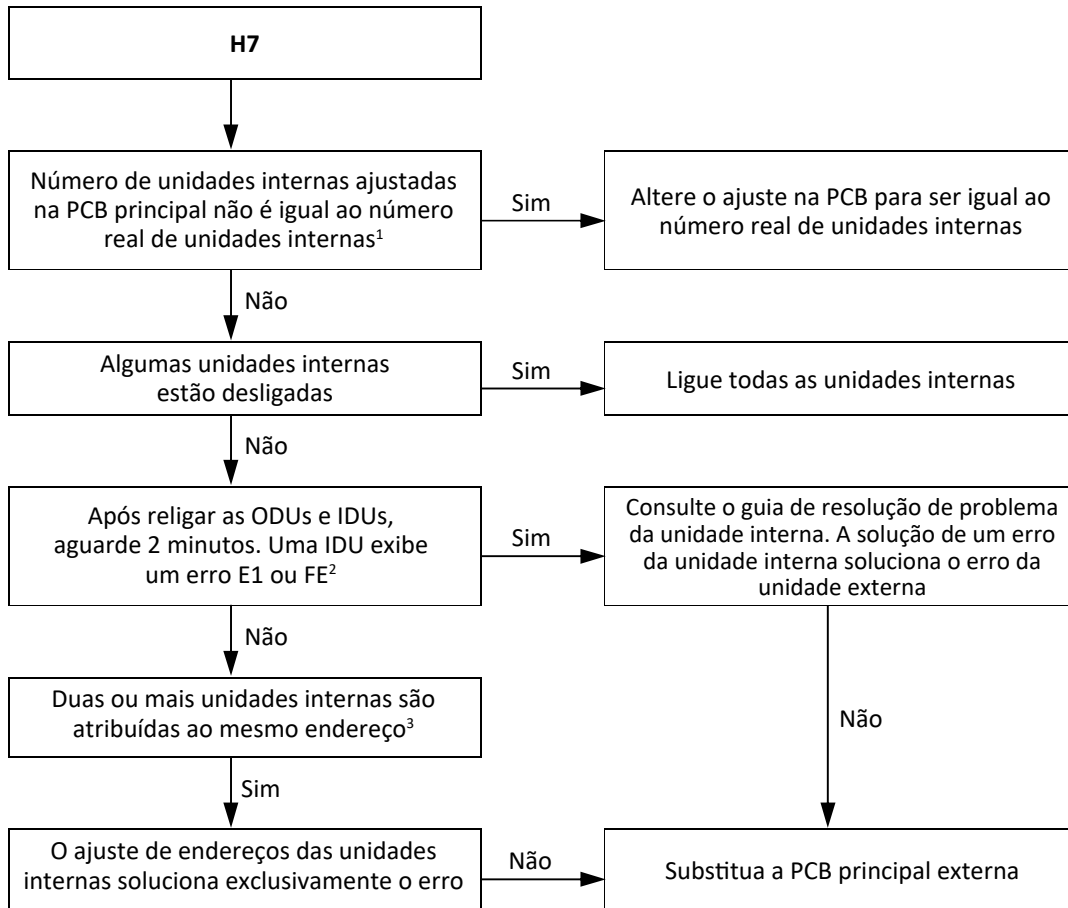 H7
Número de unidades internas ajustadas
na PCB principal não é igual ao número
real de unidades internas¹
Sim
Altere o ajuste na PCB para ser igual ao
número real de unidades internas
Não
Algumas unidades internas
estão desligadas
Sim
Ligue todas as unidades internas
Não
Após religar as ODUs e IDUs,
aguarde 2 minutos. Uma IDU exibe
um erro E1 ou FE²
Sim
Consulte o guia de resolução de problema
da unidade interna. A solução de um erro
da unidade interna soluciona o erro da
unidade externa
Não
Duas ou mais unidades internas são
atribuídas ao mesmo endereço³
Não
Sim
O ajuste de endereços das unidades
internas soluciona exclusivamente o erro
Não
Substitua a PCB principal externa